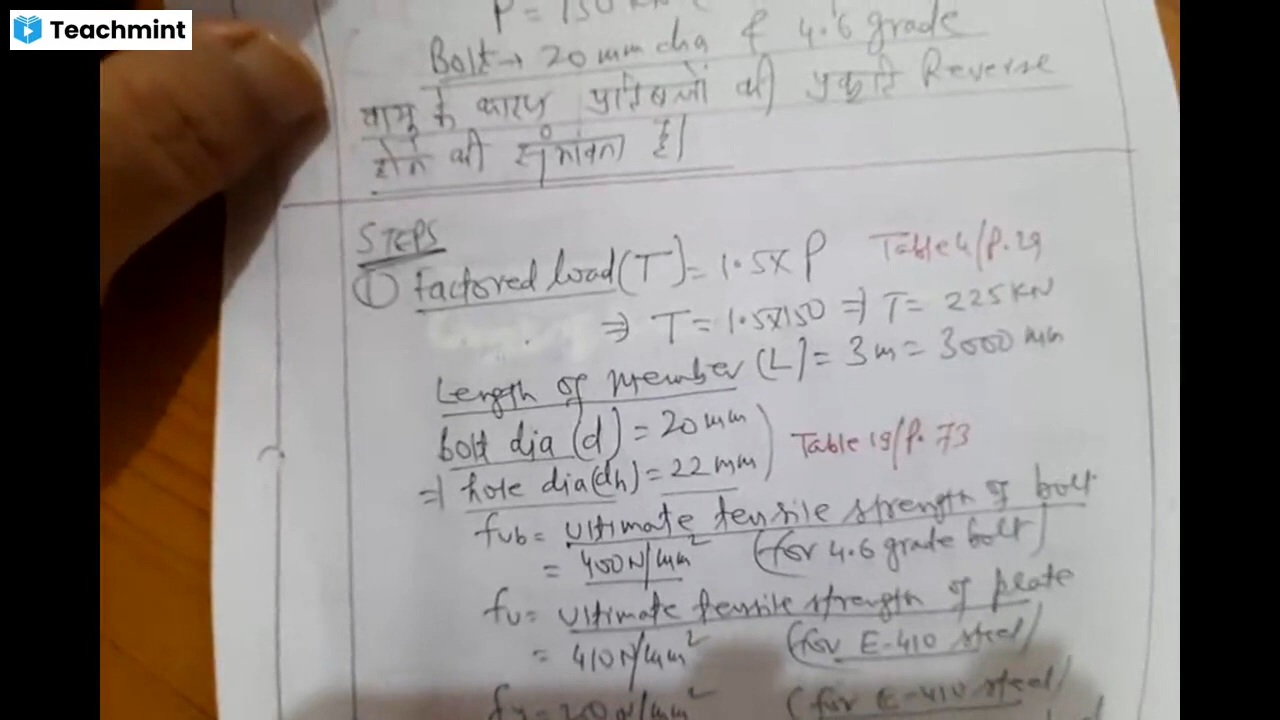 Teachmint
P = 150
Bolt → 20 mm dia & 4.6 grade
वायु के कारण प्रतिबलों की प्रकृति Reverse
होने की संभावना है।
STEPS
① Factored load (T) = 1.5 x P Table 4/P.29
⇒ T = 1.5x150 ⇒ T = 225 KN
Length of member (L) = 3 m = 3000 mm
bolt dia (d) = 20 mm
⇒ hole dia (dh) = 22 mm Table 19/P.73
fub = ultimate tensile strength of bolt
= 400 N/mm² (for 4.6 grade bolt)
fu = ultimate tensile strength of plate
= 410 N/mm² (for E-410 steel)
N/mm² (for E-410 steel)